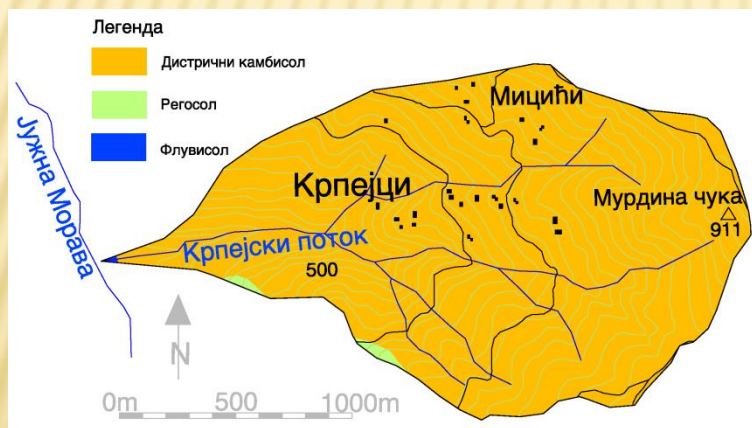 Легенда
Дистрични камбисол
Регосол
Флувисол
Мицићи
Крпејци
Мурдина чука
911
Јужна Морава
Крпејски поток
500
N
0m 500 1000m